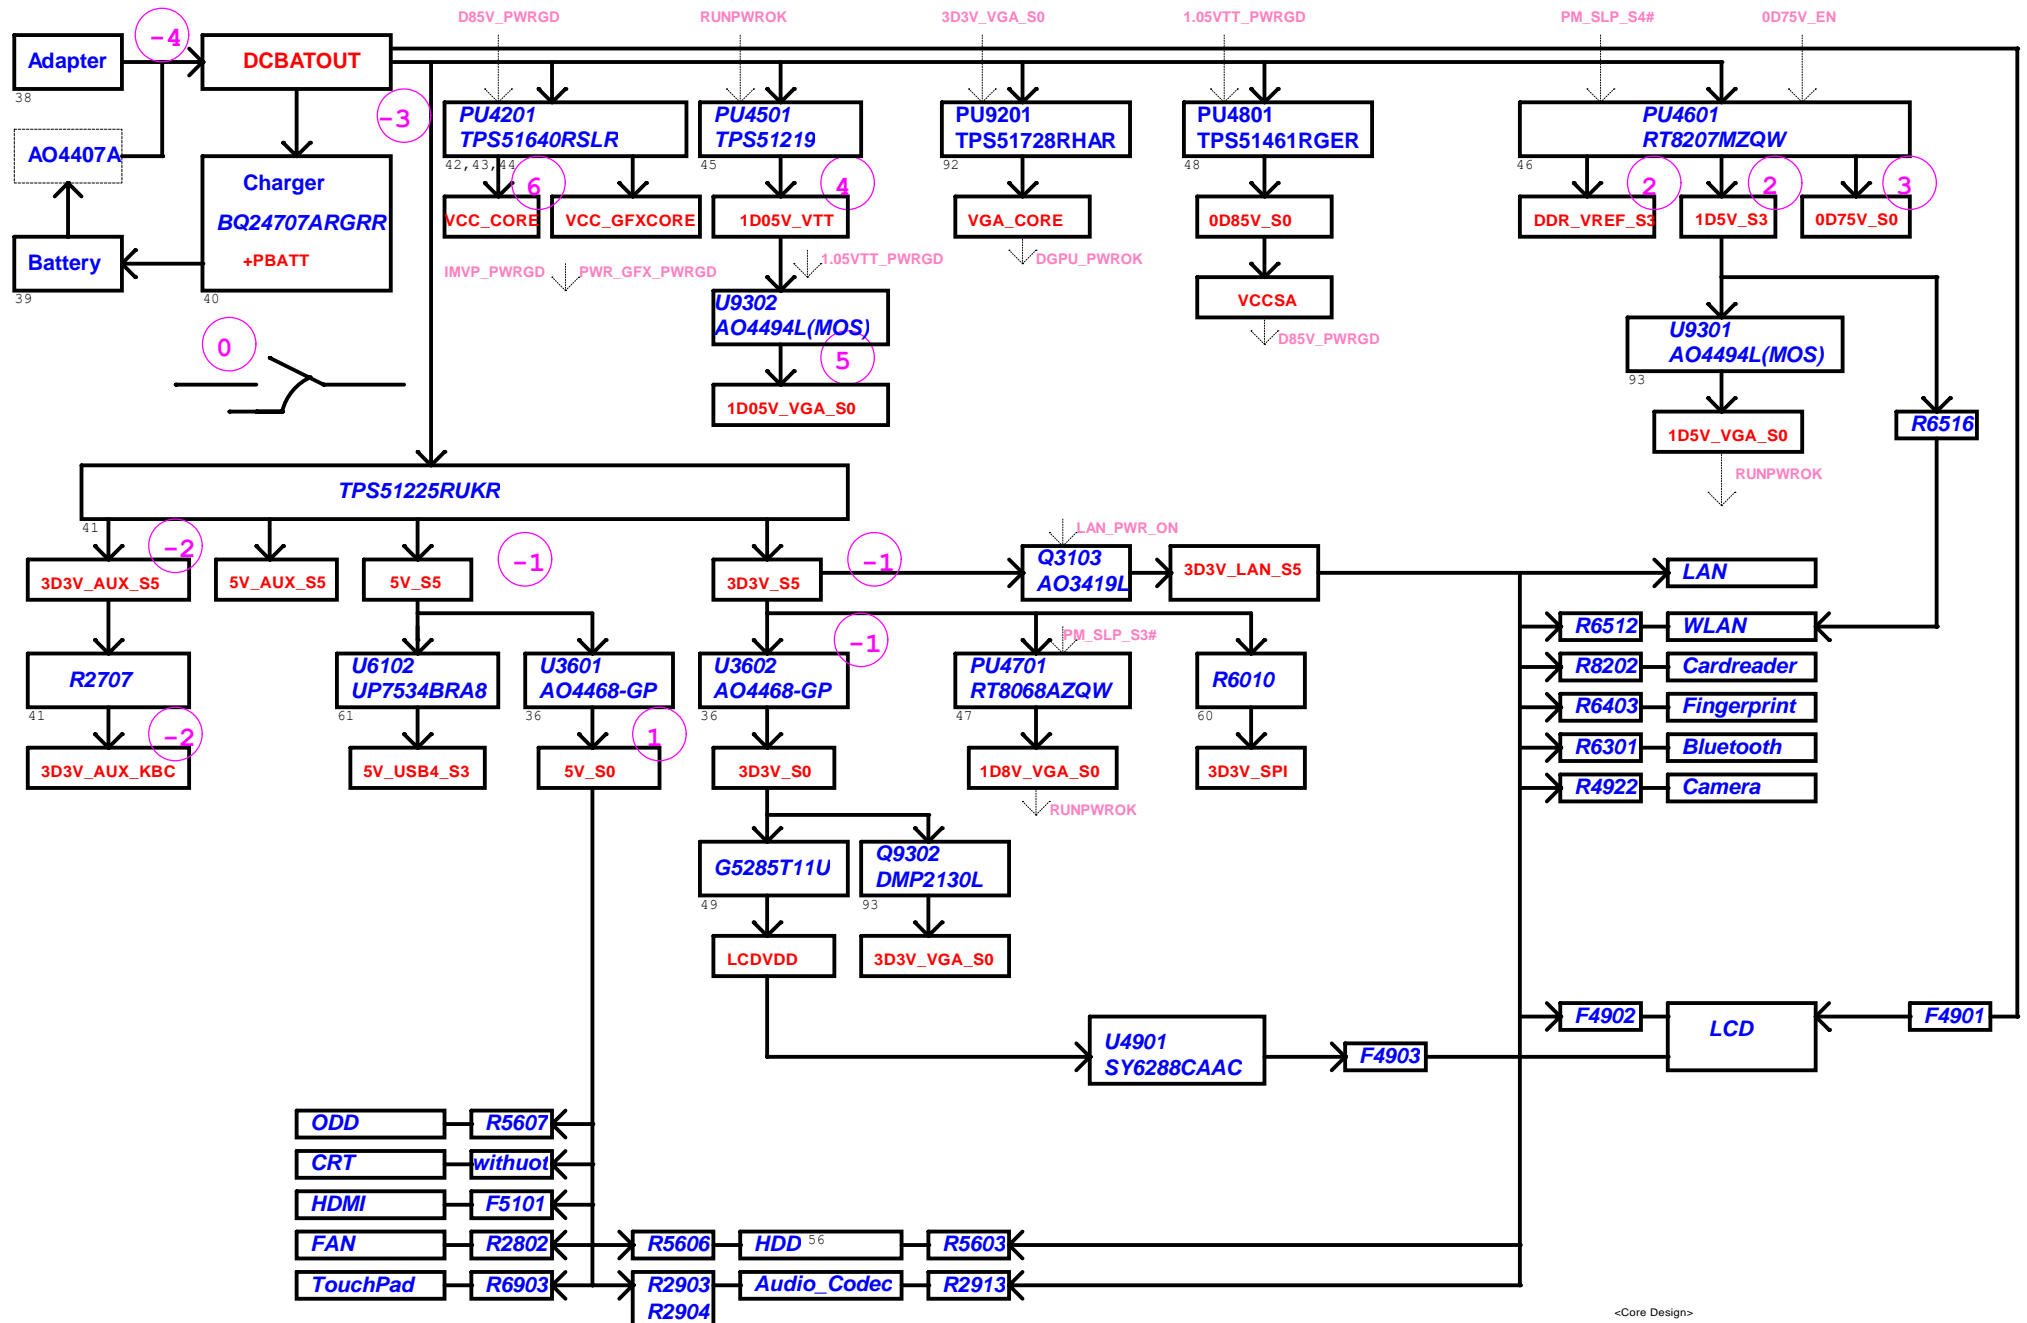 D85V_PWRGD
RUNPWROK
3D3V_VGA_S0
1.05VTT_PWRGD
PM_SLP_S4#
0D75V_EN
Adapter
38
-4
DCBATOUT
-3
AO4407A
Charger
BQ24707ARGRR
+PBATT
40
Battery
39
0
PU4201
TPS51640RSLR
42,43,44
6
VCC_CORE
VCC_GFXCORE
IMVP_PWRGD
PWR_GFX_PWRGD
PU4501
TPS51219
45
4
1D05V_VTT
1.05VTT_PWRGD
U9302
AO4494L(MOS)
5
1D05V_VGA_S0
PU9201
TPS51728RHAR
92
VGA_CORE
DGPU_PWROK
PU4801
TPS51461RGER
48
0D85V_S0
VCCSA
D85V_PWRGD
PU4601
RT8207MZQW
46
2
2
3
DDR_VREF_S3
1D5V_S3
0D75V_S0
U9301
AO4494L(MOS)
93
1D5V_VGA_S0
RUNPWROK
R6516
TPS51225RUKR
41
-2
-1
-1
3D3V_AUX_S5
5V_AUX_S5
5V_S5
3D3V_S5
LAN_PWR_ON
Q3103
AO3419L
3D3V_LAN_S5
LAN
R6512
WLAN
R8202
Cardreader
R6403
Fingerprint
R6301
Bluetooth
R4922
Camera
R2707
41
-2
3D3V_AUX_KBC
U6102
UP7534BRA8
61
5V_USB4_S3
U3601
AO4468-GP
36
1
5V_S0
-1
U3602
AO4468-GP
36
3D3V_S0
PM_SLP_S3#
PU4701
RT8068AZQW
47
1D8V_VGA_S0
RUNPWROK
R6010
60
3D3V_SPI
G5285T11U
49
LCDVDD
Q9302
DMP2130L
93
3D3V_VGA_S0
U4901
SY6288CAAC
F4903
F4902
LCD
F4901
ODD
R5607
CRT
withuot
HDMI
F5101
FAN
R2802
R5606
HDD 56
R5603
TouchPad
R6903
R2903
R2904
Audio_Codec
R2913
<Core Design>